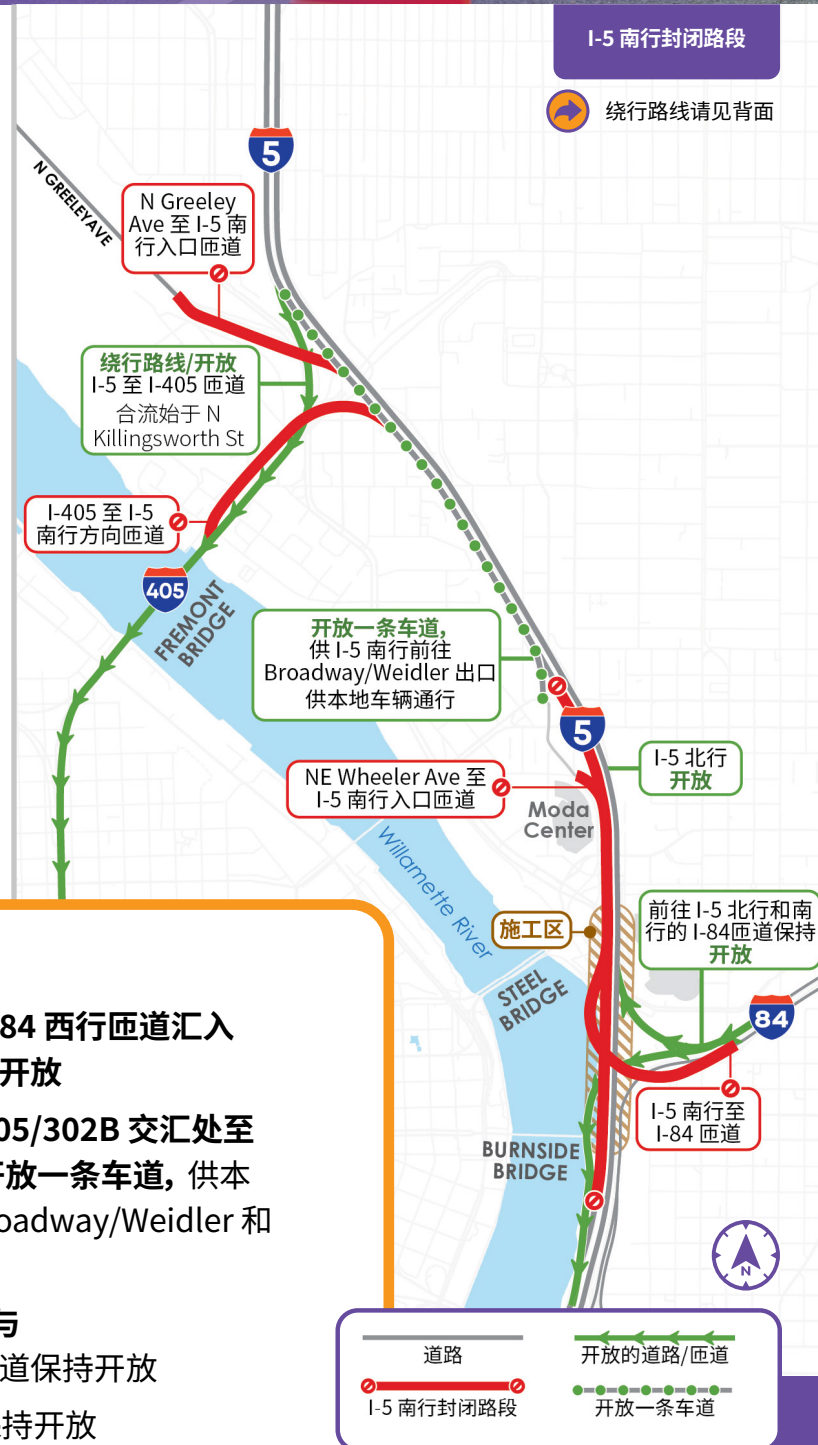 I-5 南行封闭路段
绕行路线请见背面
5
N GREELEY AVE
N Greeley
Ave 至 I-5 南
行入口匝道
绕行路线/开放
I-5 至 I-405 匝道
合流始于 N
Killingsworth St
I-405 至 I-5
南行方向匝道
405
FREMONT
BRIDGE
开放一条车道,
供 I-5 南行前往
Broadway/Weidler 出口
供本地车辆通行
5
I-5 北行
开放
NE Wheeler Ave 至
I-5 南行入口匝道
Moda
Center
Willamette River
施工区
前往 I-5 北行和南
行的 I-84匝道保持
开放
STEEL
BRIDGE
84
I-5 南行至
I-84 匝道
BURNSIDE
BRIDGE
84 西行匝道汇入
开放
05/302B 交汇处至
开放一条车道, 供本
roadway/Weidler 和
与
道保持开放
持开放
N
道路
开放的道路/匝道
I-5 南行封闭路段
开放一条车道